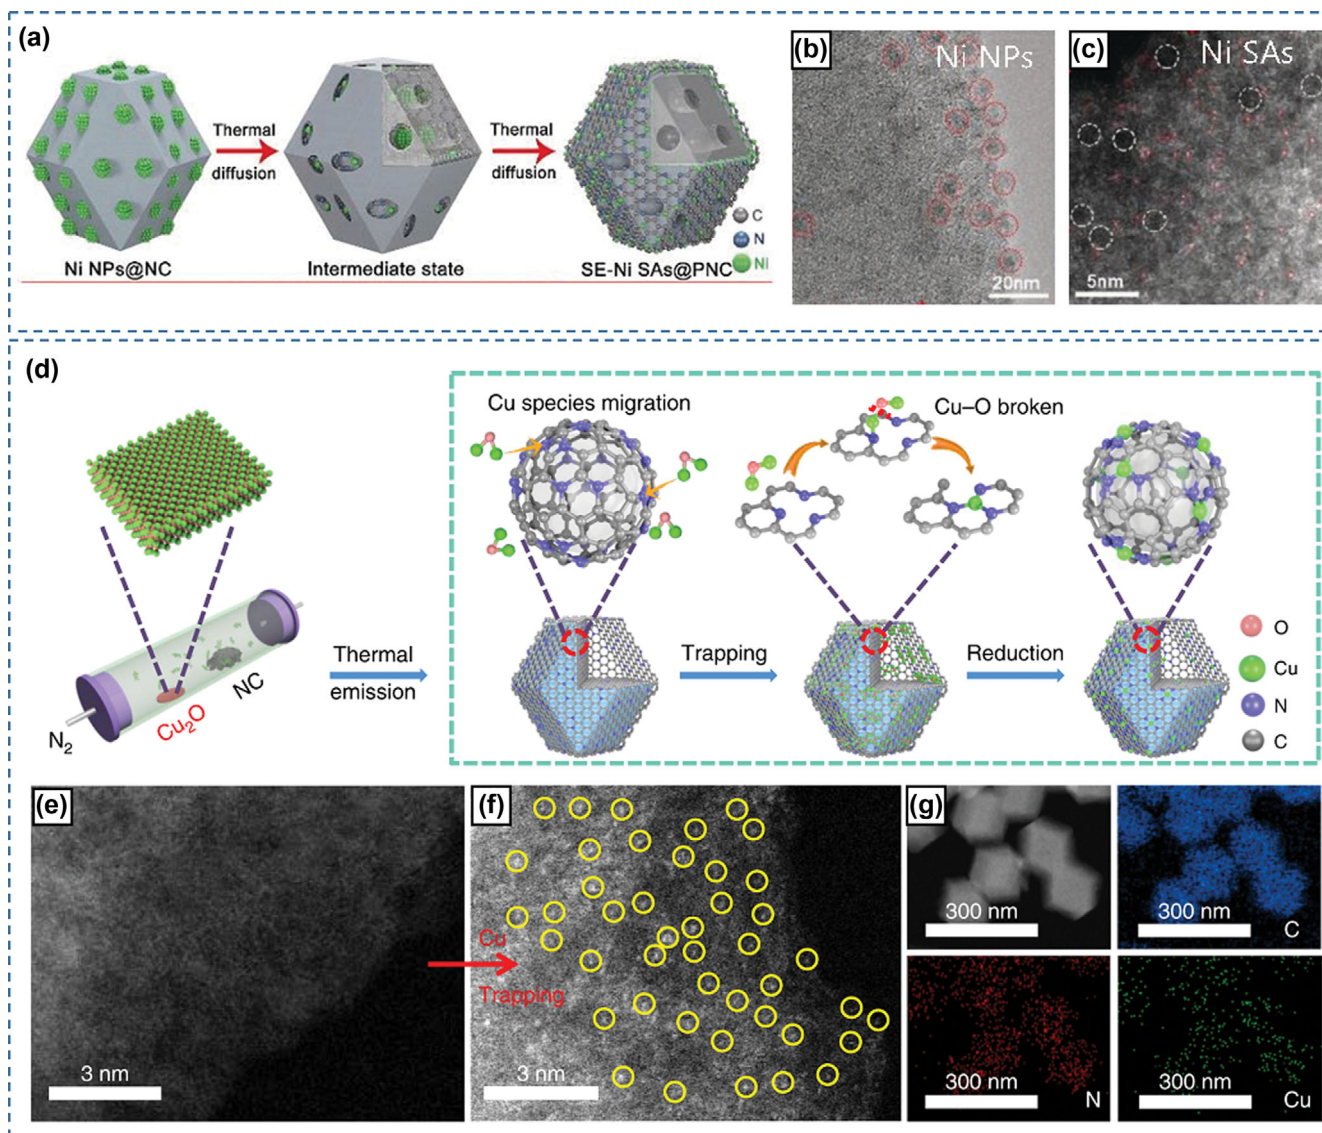 (a)
Thermal
diffusion
Thermal
diffusion
C
N
Ni
Ni NPs@NC
Intermediate state
SE-Ni SAs@PNC
(b)
Ni NPs
20nm
(c)
Ni SAs
5nm
(d)
N₂
Cu₂O
NC
Thermal
emission
Cu species migration
Cu–O broken
Trapping
Reduction
O
Cu
N
C
(e)
3 nm
(f)
Cu
Trapping
3 nm
(g)
300 nm
300 nm
C
300 nm
N
300 nm
Cu